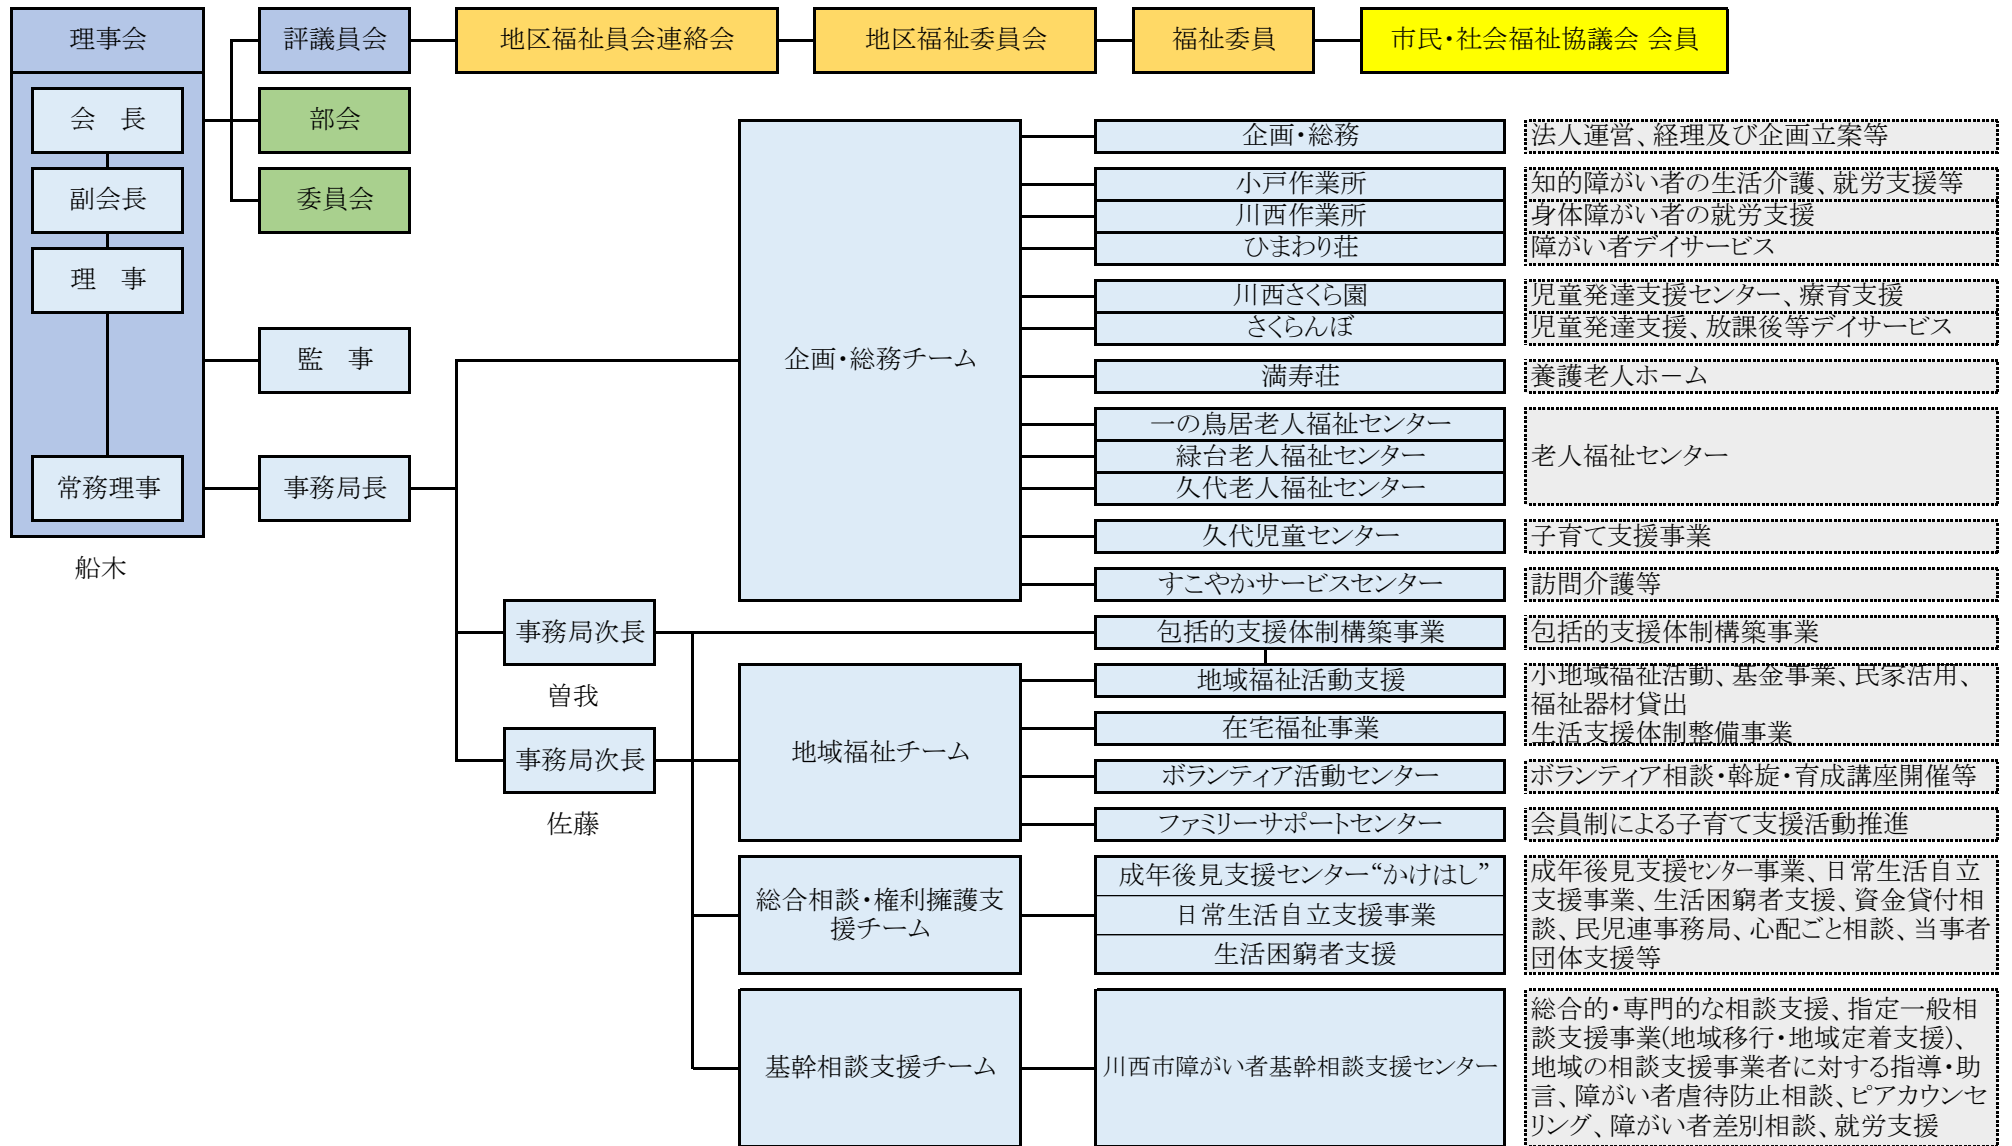 理事会
評議員会
地区福祉員会連絡会
地区福祉委員会
福祉委員
市民・社会福祉協議会 会員
会　長
部会
副会長
委員会
理　事
監　事
常務理事
事務局長
船木
企画・総務チーム
企画・総務
法人運営、経理及び企画立案等
小戸作業所
知的障がい者の生活介護、就労支援等
川西作業所
身体障がい者の就労支援
ひまわり荘
障がい者デイサービス
川西さくら園
児童発達支援センター、療育支援
さくらんぼ
児童発達支援、放課後等デイサービス
満寿荘
養護老人ホーム
一の鳥居老人福祉センター
緑台老人福祉センター
久代老人福祉センター
老人福祉センター
久代児童センター
子育て支援事業
すこやかサービスセンター
訪問介護等
事務局次長
曽我
包括的支援体制構築事業
包括的支援体制構築事業
事務局次長
佐藤
地域福祉チーム
地域福祉活動支援
在宅福祉事業
小地域福祉活動、基金事業、民家活用、
福祉器材貸出
生活支援体制整備事業
ボランティア活動センター
ボランティア相談・斡旋・育成講座開催等
ファミリーサポートセンター
会員制による子育て支援活動推進
総合相談・権利擁護支
援チーム
成年後見支援センター“かけはし”
日常生活自立支援事業
生活困窮者支援
成年後見支援センター事業、日常生活自立
支援事業、生活困窮者支援、資金貸付相
談、民児連事務局、心配ごと相談、当事者
団体支援等
基幹相談支援チーム
川西市障がい者基幹相談支援センター
総合的・専門的な相談支援、指定一般相
談支援事業(地域移行・地域定着支援)、
地域の相談支援事業者に対する指導・助
言、障がい者虐待防止相談、ピアカウンセ
リング、障がい者差別相談、就労支援